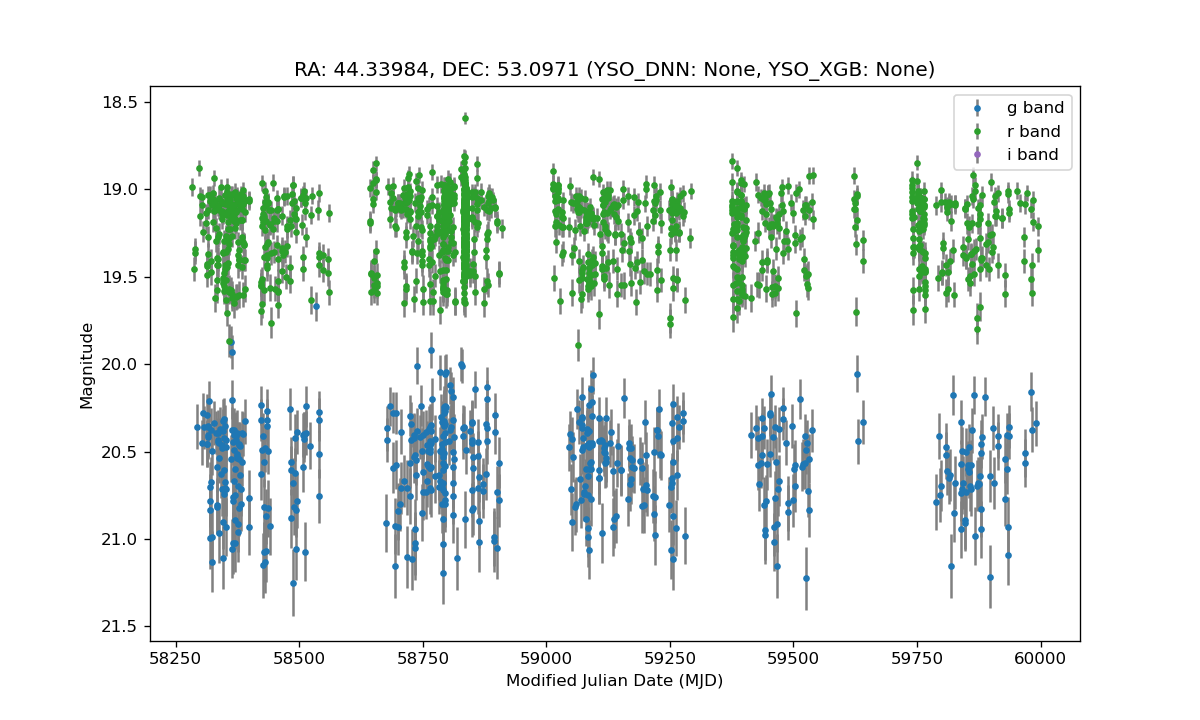 RA: 44.33984, DEC: 53.0971 (YSO_DNN: None, YSO_XGB: None)
g band
r band
i band
18.5
19.0
19.5
20.0
20.5
21.0
21.5
Magnitude
58250 58500 58750 59000 59250 59500 59750 60000
Modified Julian Date (MJD)